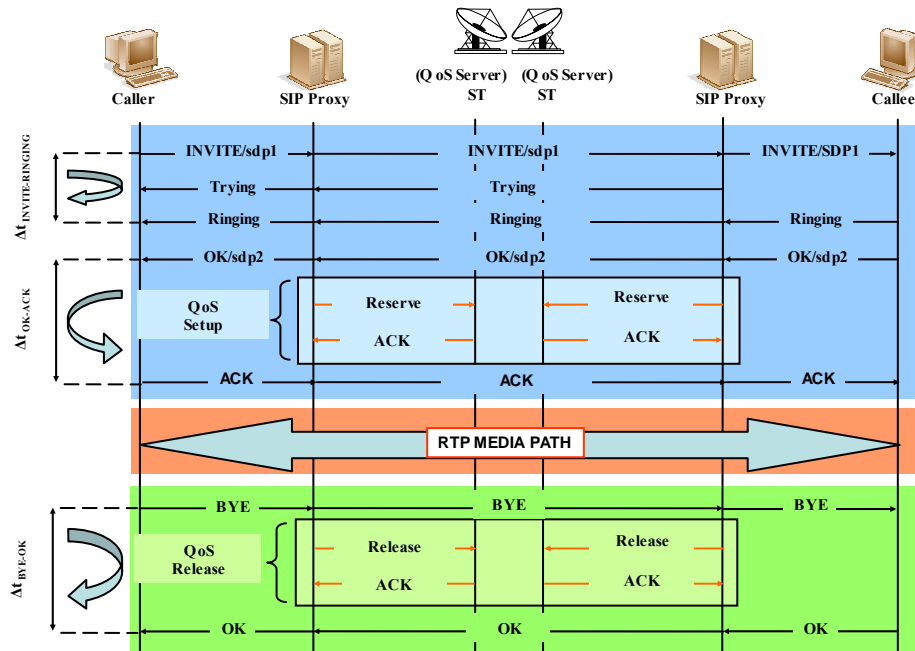 (QoS Server)
ST
(QoS Server)
ST
Caller
SIP Proxy
SIP Proxy
Callee
Δt INVITE-RINGING
INVITE/sdp1
INVITE/sdp1
INVITE/SDP1
Trying
Trying
Ringing
Ringing
Ringing
OK/sdp2
OK/sdp2
OK/sdp2
Δt OK-ACK
QoS
Setup
Reserve
Reserve
ACK
ACK
ACK
ACK
ACK
RTP MEDIA PATH
Δt BYE-OK
BYE
BYE
BYE
QoS
Release
Release
Release
ACK
ACK
OK
OK
OK